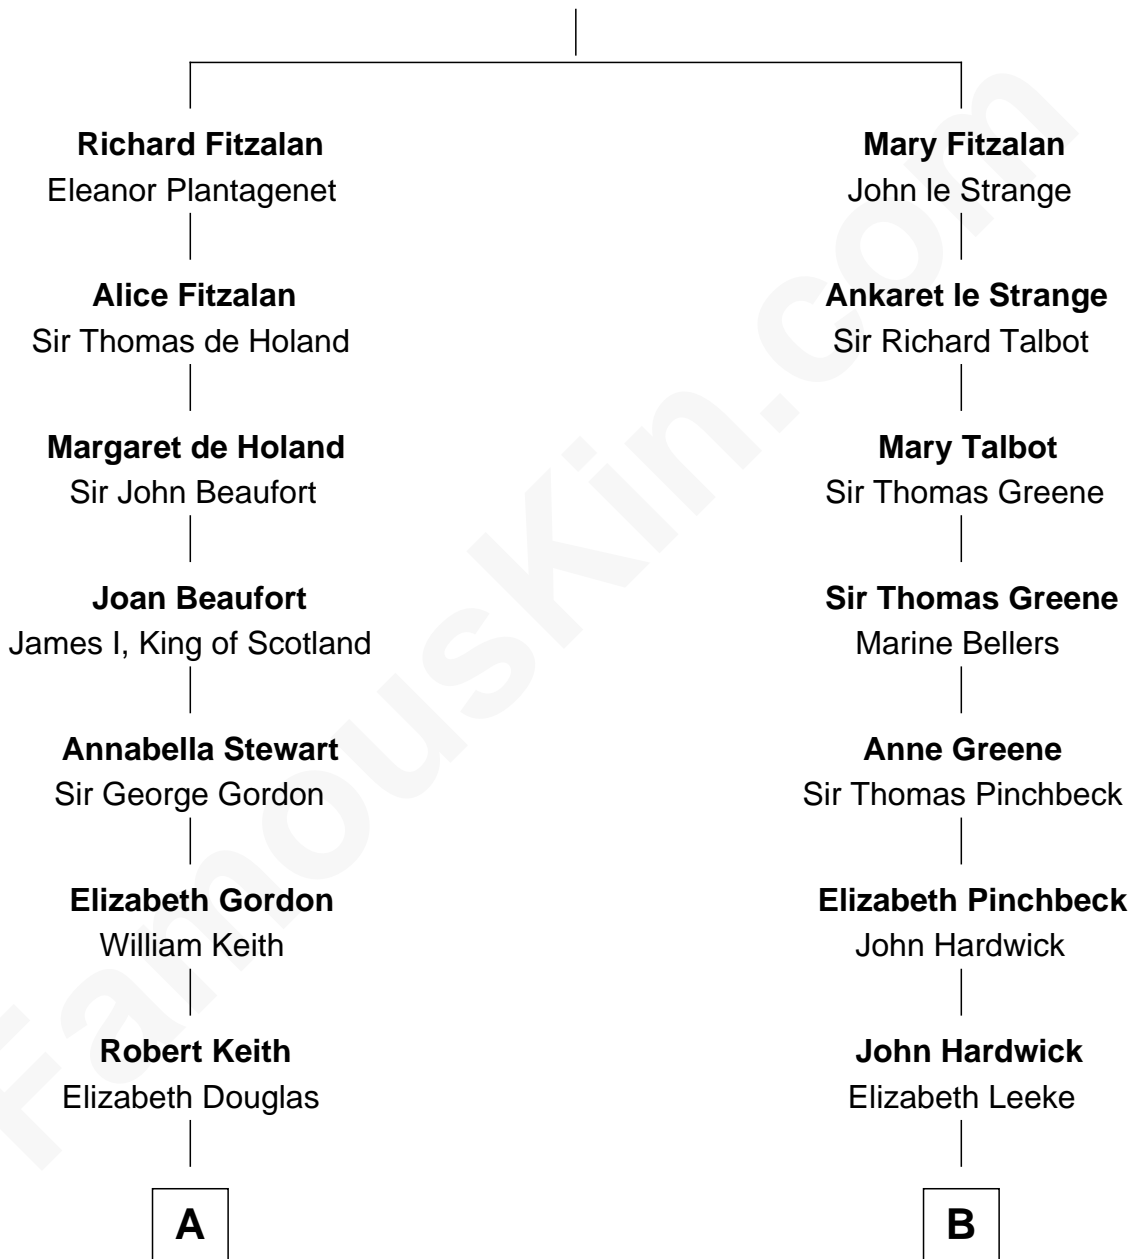 Richard Fitzalan
Eleanor Plantagenet
Alice Fitzalan
Sir Thomas de Holand
Margaret de Holand
Sir John Beaufort
Joan Beaufort
James I, King of Scotland
Annabella Stewart
Sir George Gordon
Elizabeth Gordon
William Keith
Robert Keith
Elizabeth Douglas
A
Mary Fitzalan
John le Strange
Ankaret le Strange
Sir Richard Talbot
Mary Talbot
Sir Thomas Greene
Sir Thomas Greene
Marine Bellers
Anne Greene
Sir Thomas Pinchbeck
Elizabeth Pinchbeck
John Hardwick
John Hardwick
Elizabeth Leeke
B
FamousKin.com